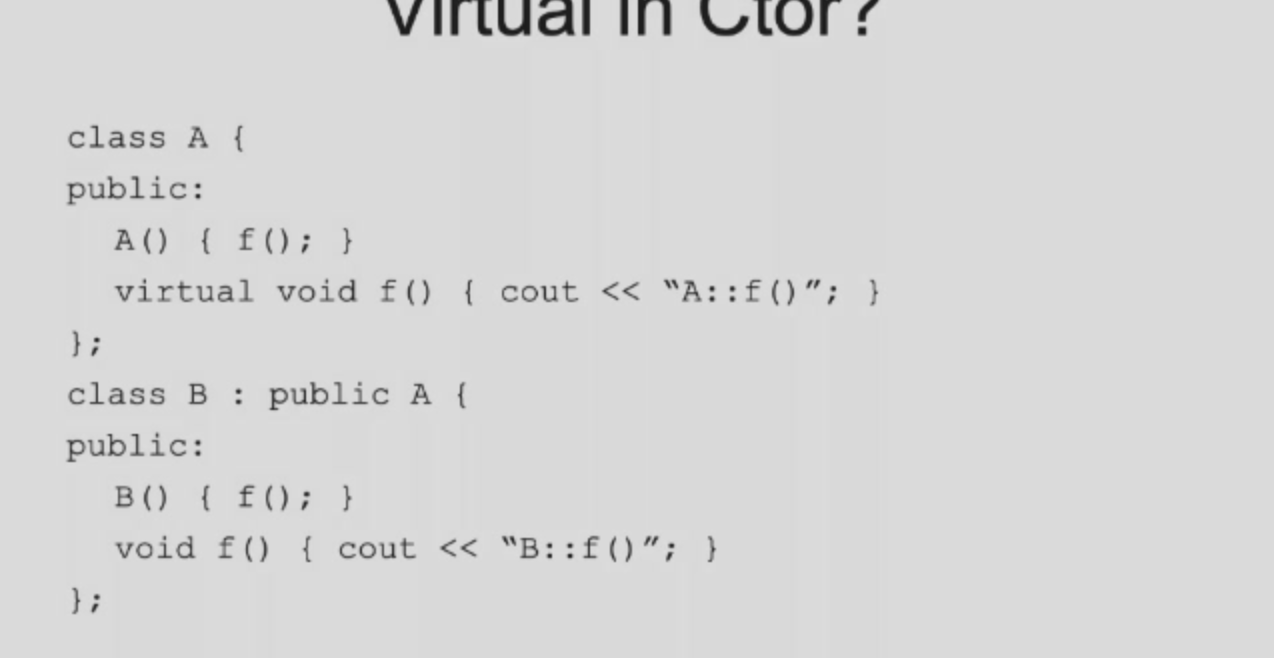 Virtual in Ctor?
class A {
public:
A() { f(); }
virtual void f() { cout << “A::f()”; }
};
class B : public A {
public:
B() { f(); }
void f() { cout << “B::f()”; }
};